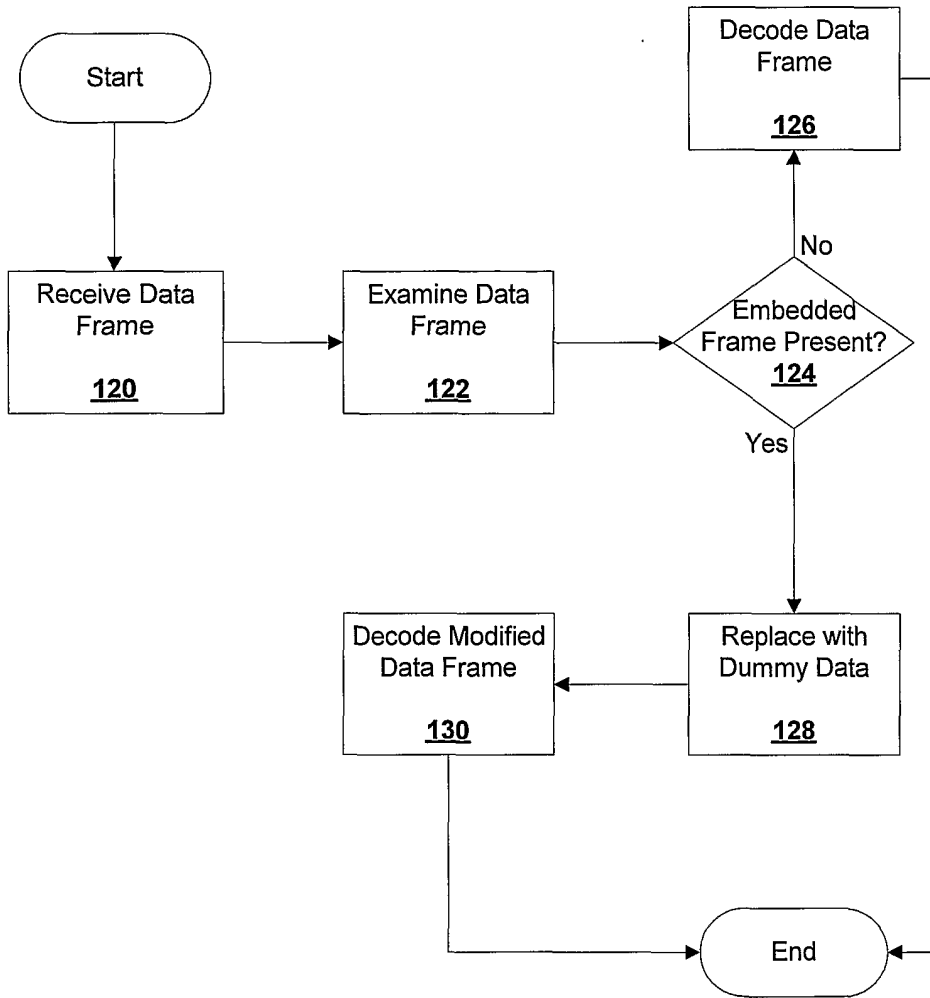 Start
Decode Data
Frame
126
Receive Data
Frame
120
Examine Data
Frame
122
No
Embedded
Frame Present?
124
Yes
Replace with
Dummy Data
128
Decode Modified
Data Frame
130
End